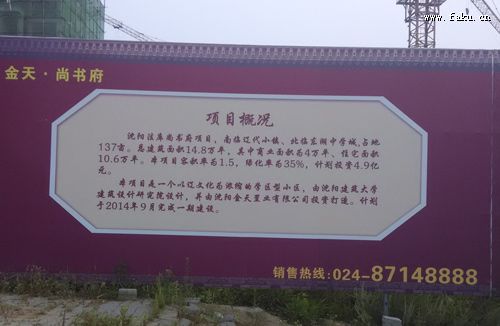 www.faku.cn
金天·尚书府
项目概况
沈阳法库尚书府项目，南临辽代小镇、北临东湖中学城，占地
137亩。总建筑面积14.8万平，其中商业面积为4万平、住宅面积
10.6万平。本项目容积率为1.5，绿化率为35%，计划投资4.9亿
元。
本项目是一个以辽文化为浓缩的学区型小区，由沈阳建筑大学
建筑设计研究院设计，并由沈阳金天置业有限公司投资打造。计划
于2014年9月完成一期建设。
销售热线：024-87148888